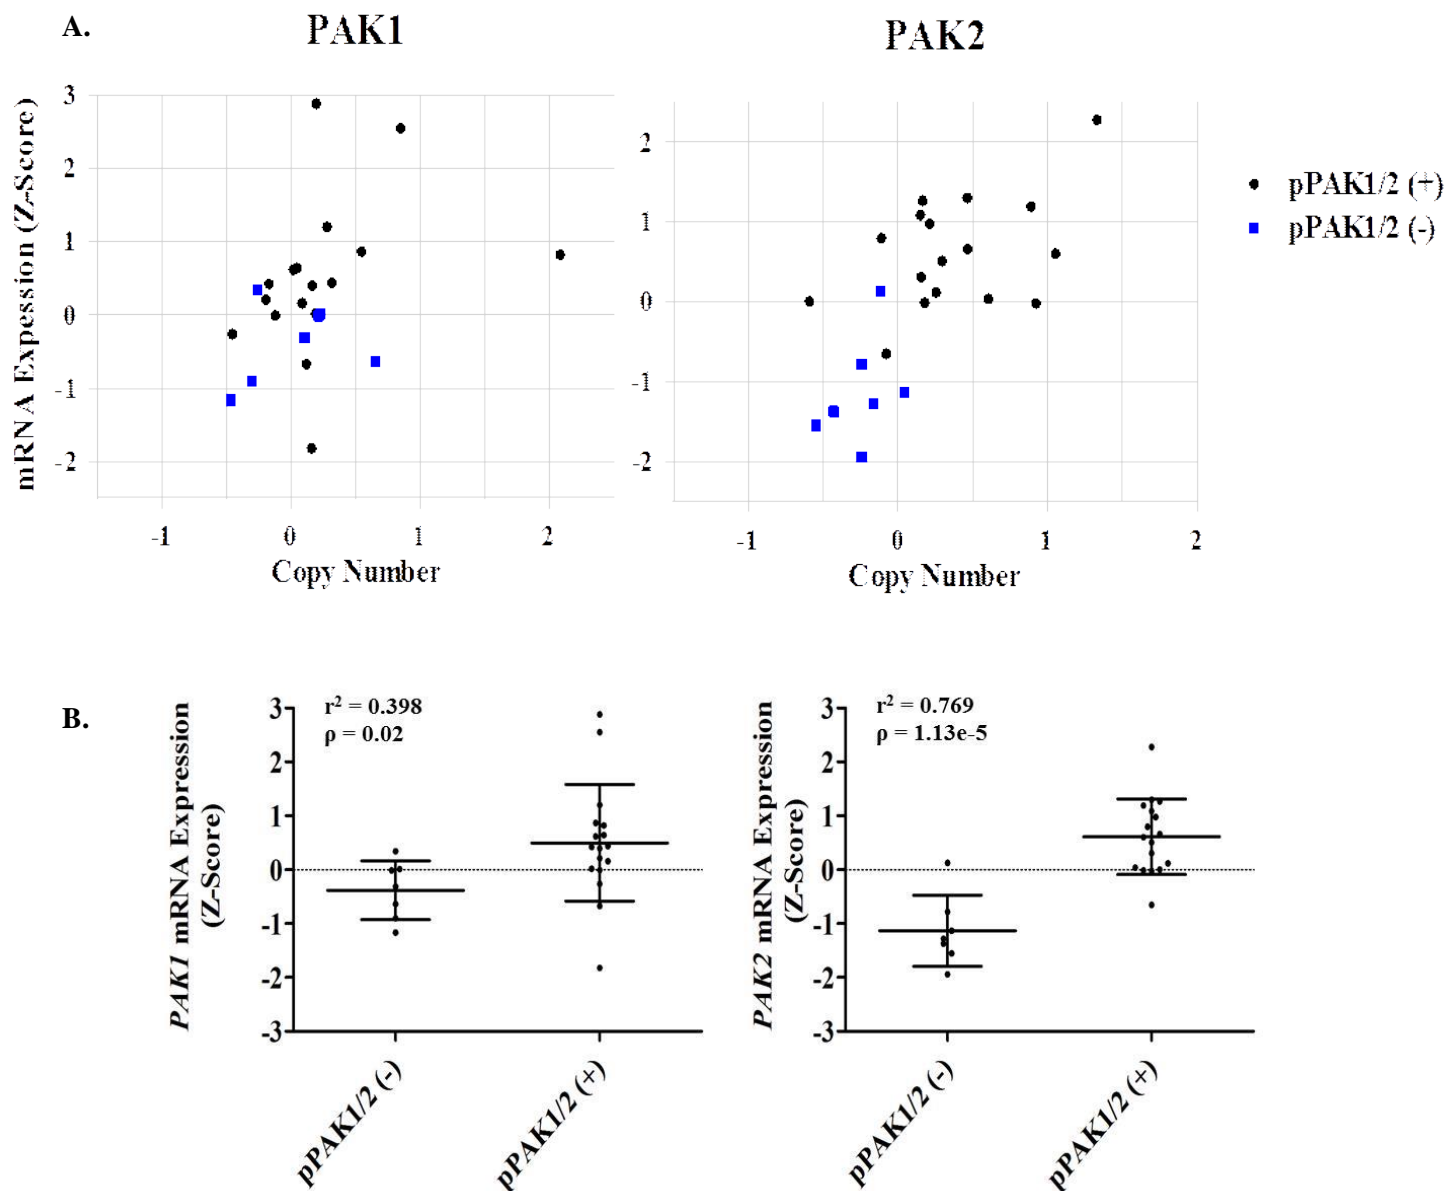 A.
PAK1
PAK2
mRNA Expession (Z-Score)
3
2
1
0
-1
-2
-1
0
1
2
Copy Number
2
1
0
-1
-2
-1
0
1
2
Copy Number
pPAK1/2 (+)
pPAK1/2 (-)
B.
PAK1 mRNA Expression
(Z-Score)
3
2
1
0
-1
-2
-3
r² = 0.398
ρ = 0.02
pPAK1/2 (-)
pPAK1/2 (+)
PAK2 mRNA Expression
(Z-Score)
3
2
1
0
-1
-2
-3
r² = 0.769
ρ = 1.13e-5
pPAK1/2 (-)
pPAK1/2 (+)